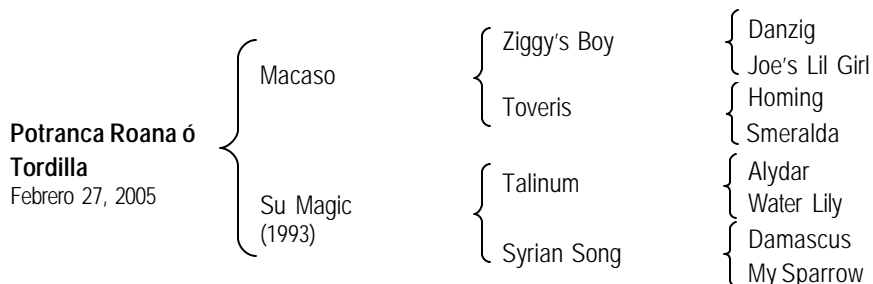 Potranca Roana ó
Tordilla
Febrero 27, 2005
Macaso
Su Magic
(1993)
Ziggy's Boy
Toveris
Talinum
Syrian Song
Danzig
Joe's Lil Girl
Homing
Smeralda
Alydar
Water Lily
Damascus
My Sparrow